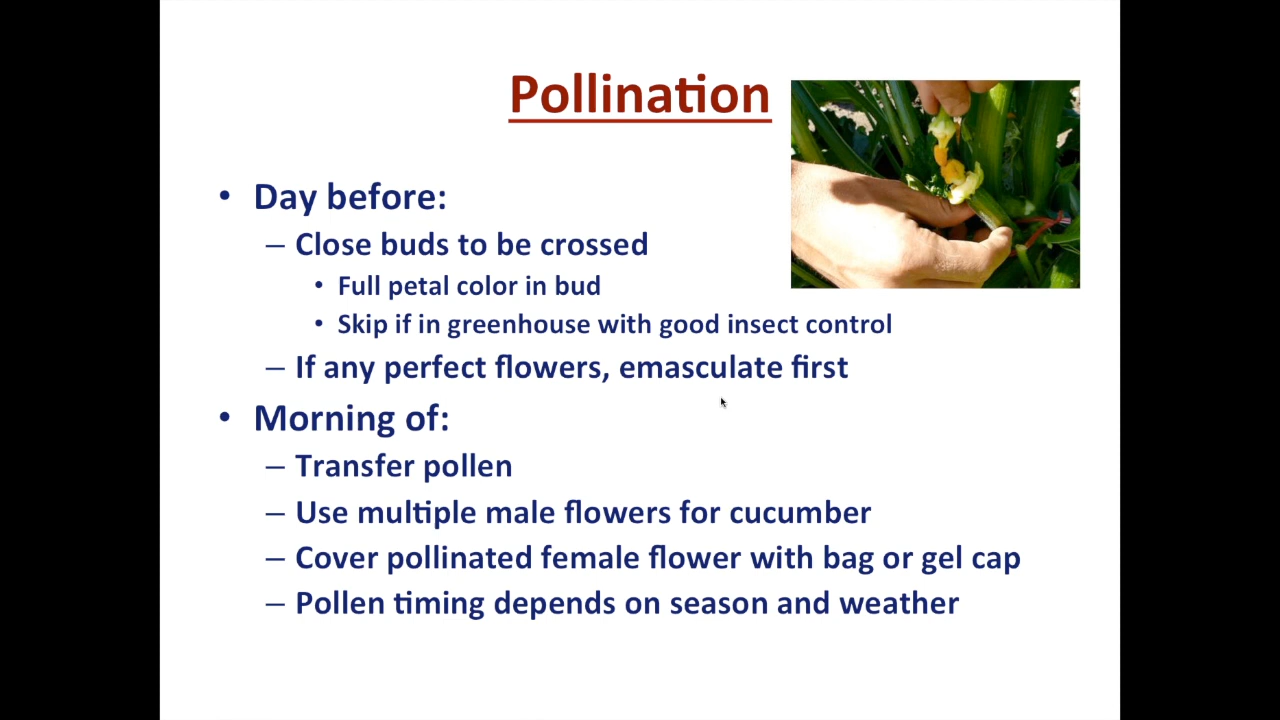 Pollination
• Day before:
– Close buds to be crossed
• Full petal color in bud
• Skip if in greenhouse with good insect control
– If any perfect flowers, emasculate first
• Morning of:
– Transfer pollen
– Use multiple male flowers for cucumber
– Cover pollinated female flower with bag or gel cap
– Pollen timing depends on season and weather